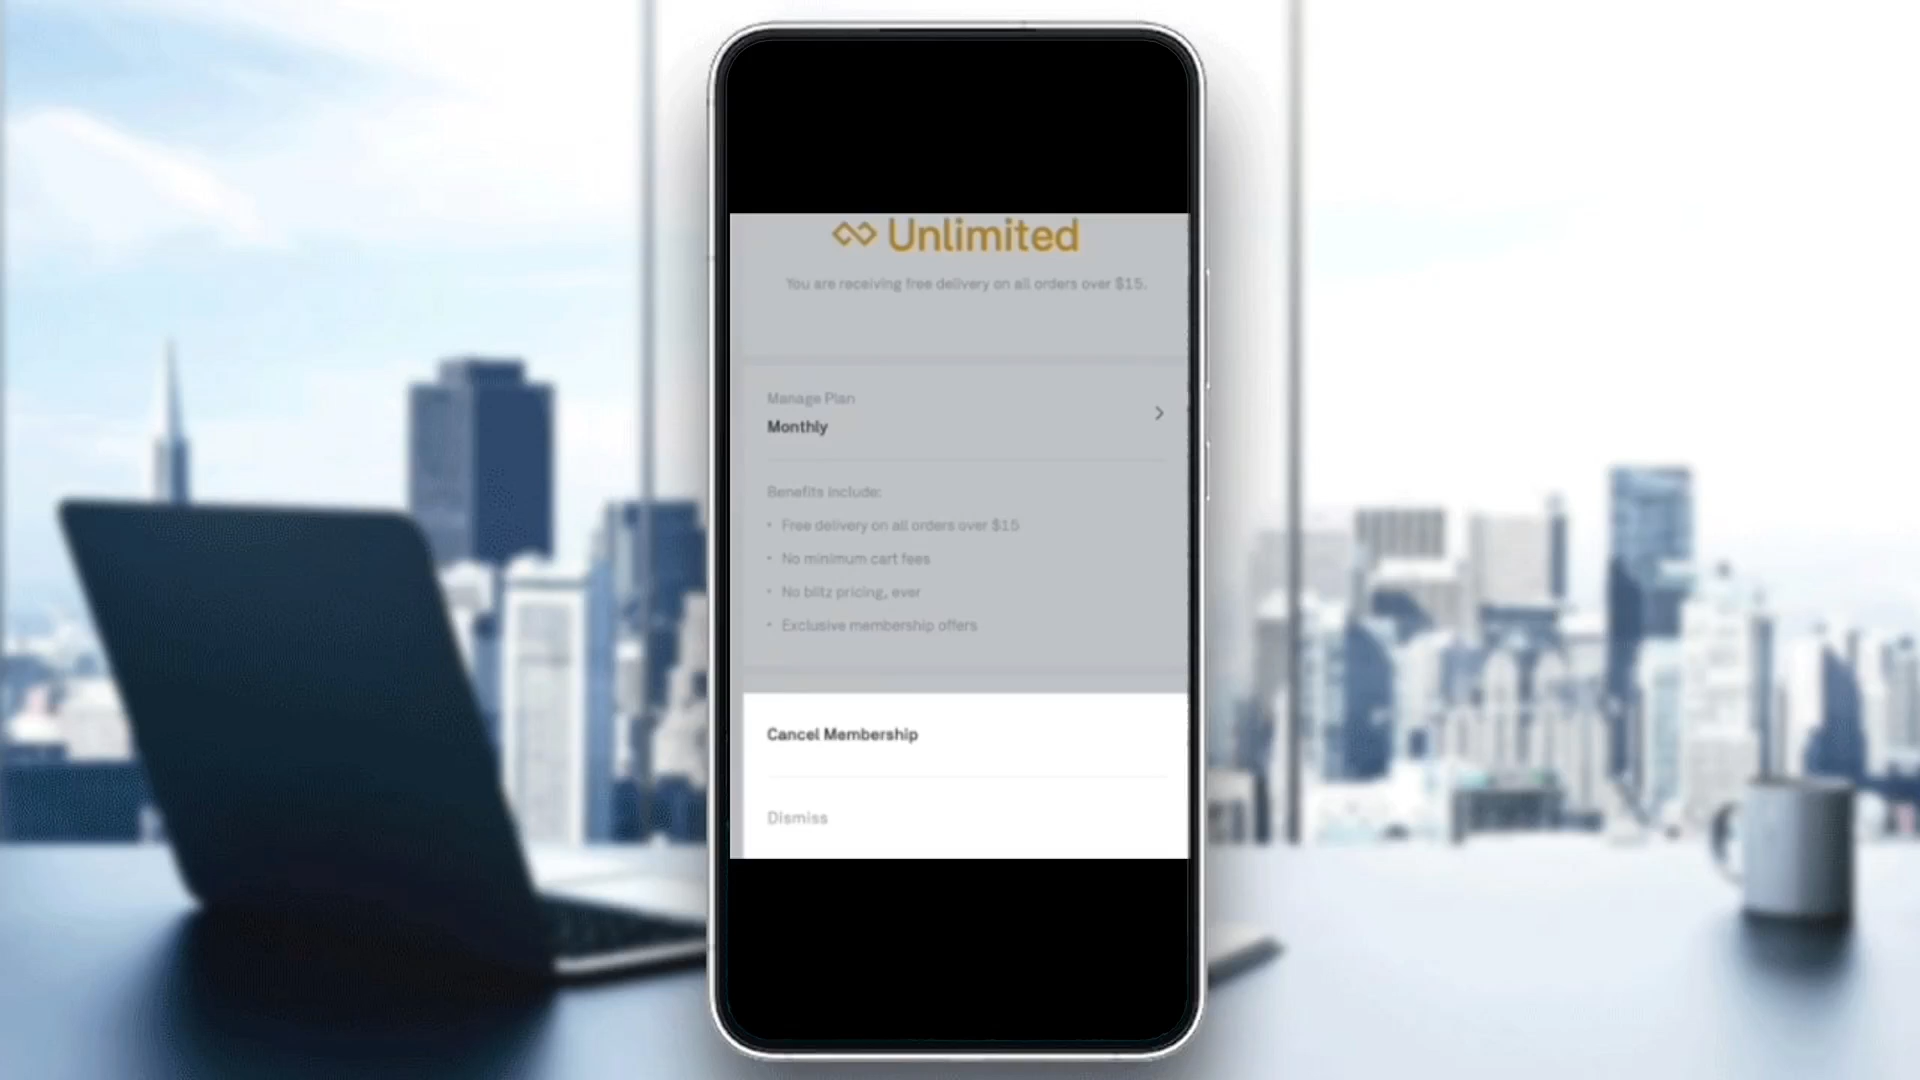 Unlimited
You are receiving free delivery on all orders over $15.
Manage Plan
Monthly
Benefits include:
• Free delivery on all orders over $15
• No minimum cart fees
• No blitz pricing, ever
• Exclusive membership offers
Cancel Membership
Dismiss